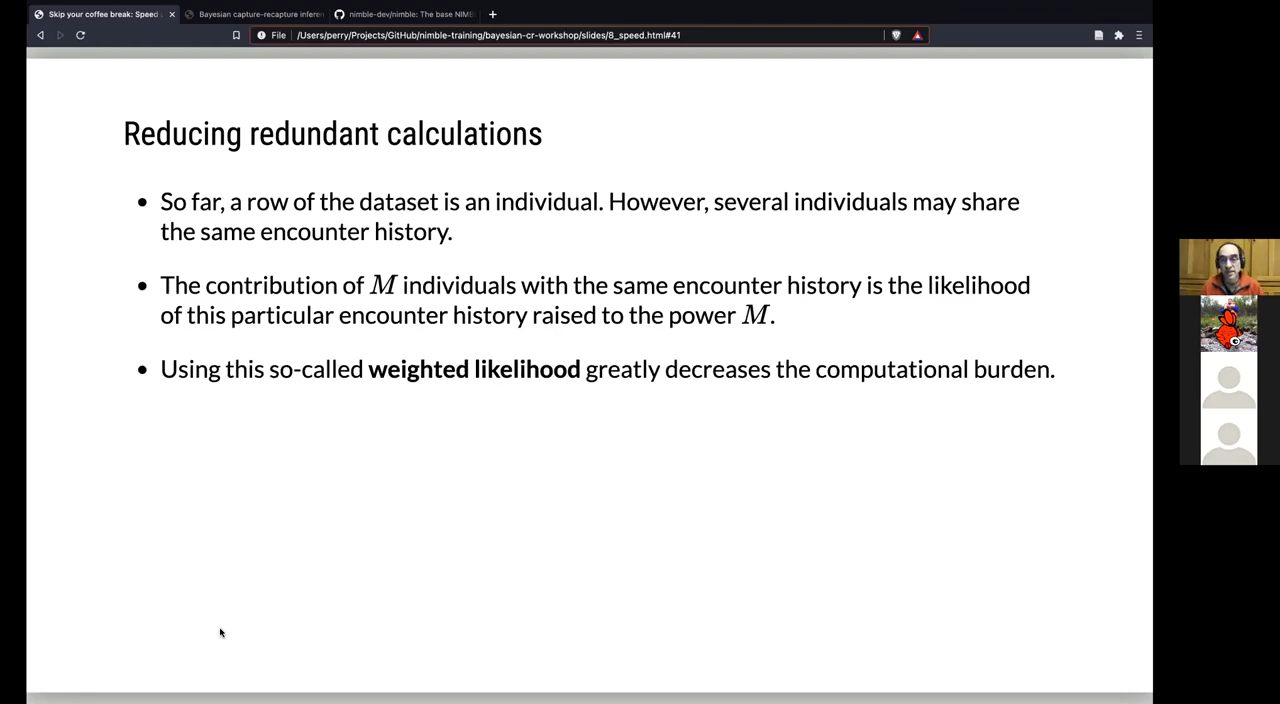 Skip your coffee break: Speed
Bayesian capture-recapture infere
nimble-dev/nimble: The base NIM
File
/Users/perry/Projects/GitHub/nimble-training/bayesian-cr-workshop/slides/8_speed.html#41
Reducing redundant calculations
• So far, a row of the dataset is an individual. However, several individuals may share
the same encounter history.
• The contribution of M individuals with the same encounter history is the likelihood
of this particular encounter history raised to the power M.
• Using this so-called weighted likelihood greatly decreases the computational burden.